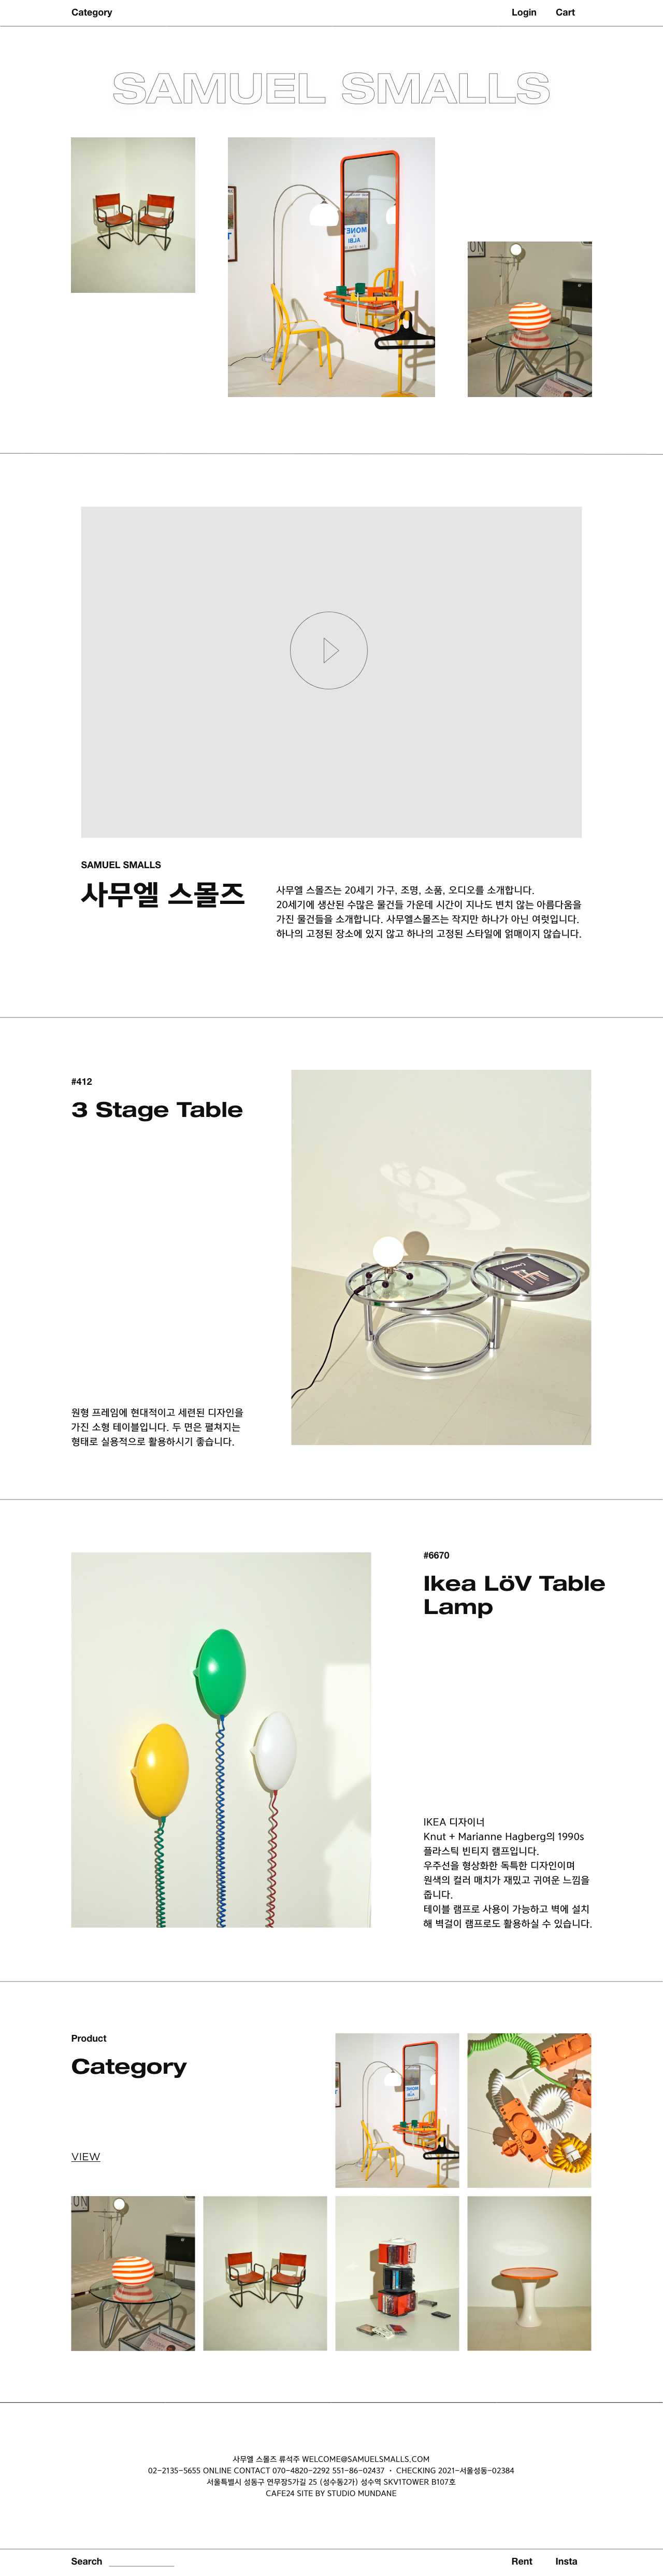 Category
Login
Cart
SAMUEL SMALLS
SAMUEL SMALLS
사무엘 스몰즈
사무엘 스몰즈는 20세기 가구, 조명, 소품, 오디오를 소개합니다.
20세기에 생산된 수많은 물건들 가운데 시간이 지나도 변치 않는 아름다움을
가진 물건들을 소개합니다. 사무엘스몰즈는 작지만 하나가 아닌 여럿입니다.
하나의 고정된 장소에 있지 않고 하나의 고정된 스타일에 얽매이지 않습니다.
#412
3 Stage Table
원형 프레임에 현대적이고 세련된 디자인을
가진 소형 테이블입니다. 두 면은 펼쳐지는
형태로 실용적으로 활용하시기 좋습니다.
#6670
Ikea LöV Table
Lamp
IKEA 디자이너
Knut + Marianne Hagberg의 1990s
플라스틱 빈티지 램프입니다.
우주선을 형상화한 독특한 디자인이며
원색의 컬러 매치가 재밌고 귀여운 느낌을
줍니다.
테이블 램프로 사용이 가능하고 벽에 설치
해 벽걸이 램프로도 활용하실 수 있습니다.
Product
Category
VIEW
사무엘 스몰즈 류석주 WELCOME@SAMUELSMALLS.COM
02-2135-5655 ONLINE CONTACT 070-4820-2292 551-86-02437 · CHECKING 2021-서울성동-02384
서울특별시 성동구 연무장5가길 25 (성수동2가) 성수역 SKV1TOWER B107호
CAFE24 SITE BY STUDIO MUNDANE
Search
Rent
Insta